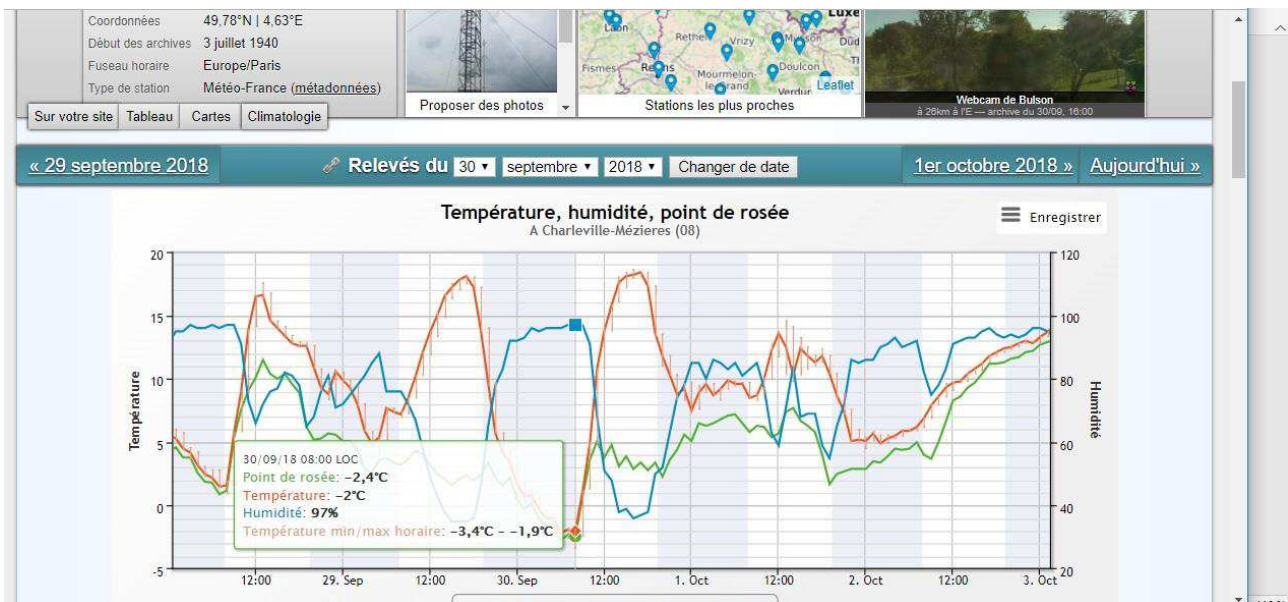 Coordonnées 49,78°N | 4,63°E
Début des archives 3 juillet 1940
Fuseau horaire Europe/Paris
Type de station Météo-France (métadonnées)
Sur votre site Tableau Cartes Climatologie
Proposer des photos
Laon
Rethel
Vrizy
Fismes
Reims
Mourmelon-
le-grand
Doulcon
Verdun
Leaflet
Stations les plus proches
Webcam de Bulson
à 26km à l'E — archive du 30/09, 16:00
« 29 septembre 2018 Relevés du 30 septembre 2018 Changer de date 1er octobre 2018 » Aujourd'hui »
Température, humidité, point de rosée
A Charleville-Mézieres (08)
Enregistrer
20 120
15 100
10 80
5 60
0 40
-5 20
Température
Humidité
30/09/18 08:00 LOC
Point de rosée: −2,4°C
Température: −2°C
Humidité: 97%
Température min/max horaire: −3,4°C - −1,9°C
12:00 29. Sep 12:00 30. Sep 12:00 1. Oct 12:00 2. Oct 12:00 3. Oct